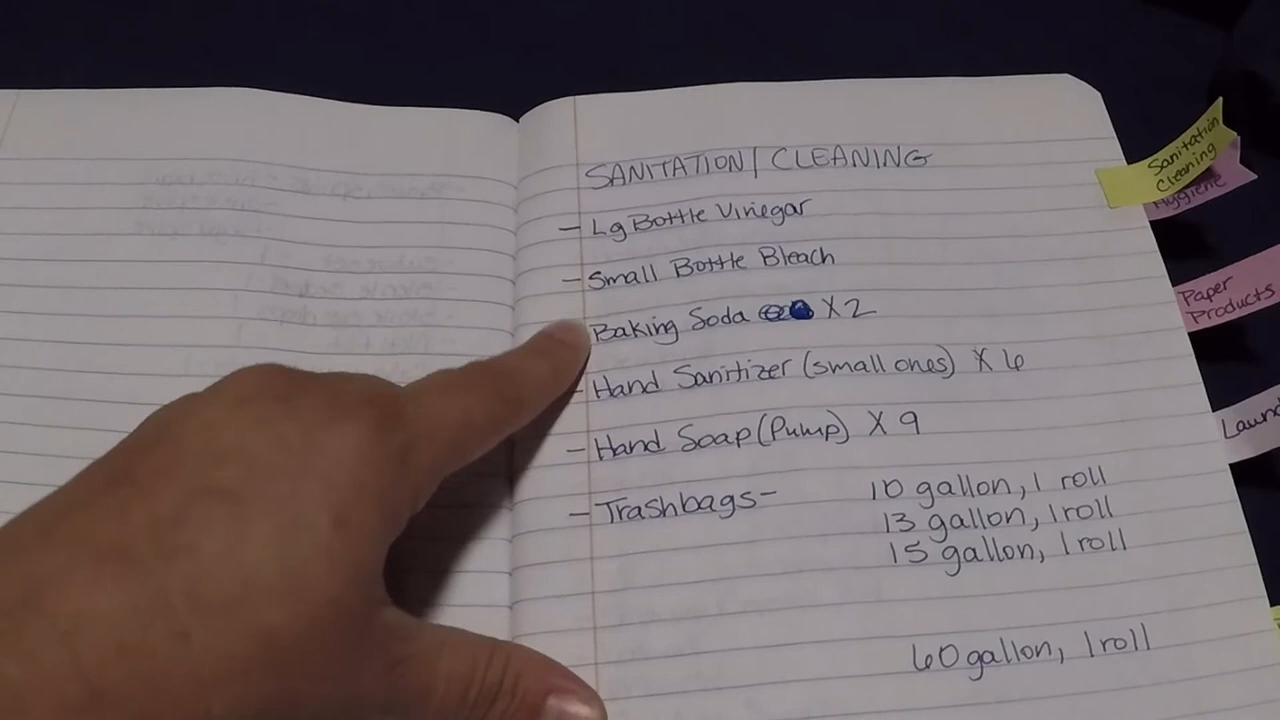 SANITATION/CLEANING
- Lg Bottle Vinegar
- Small Bottle Bleach
Baking Soda X2
- Hand Sanitizer (small ones) X 6
- Hand Soap (Pump) X 9
- Trashbags- 10 gallon, 1 roll
13 gallon, 1 roll
15 gallon, 1 roll
60 gallon, 1 roll
Sanitation
Cleaning
Hygiene
Paper
Products
Laun